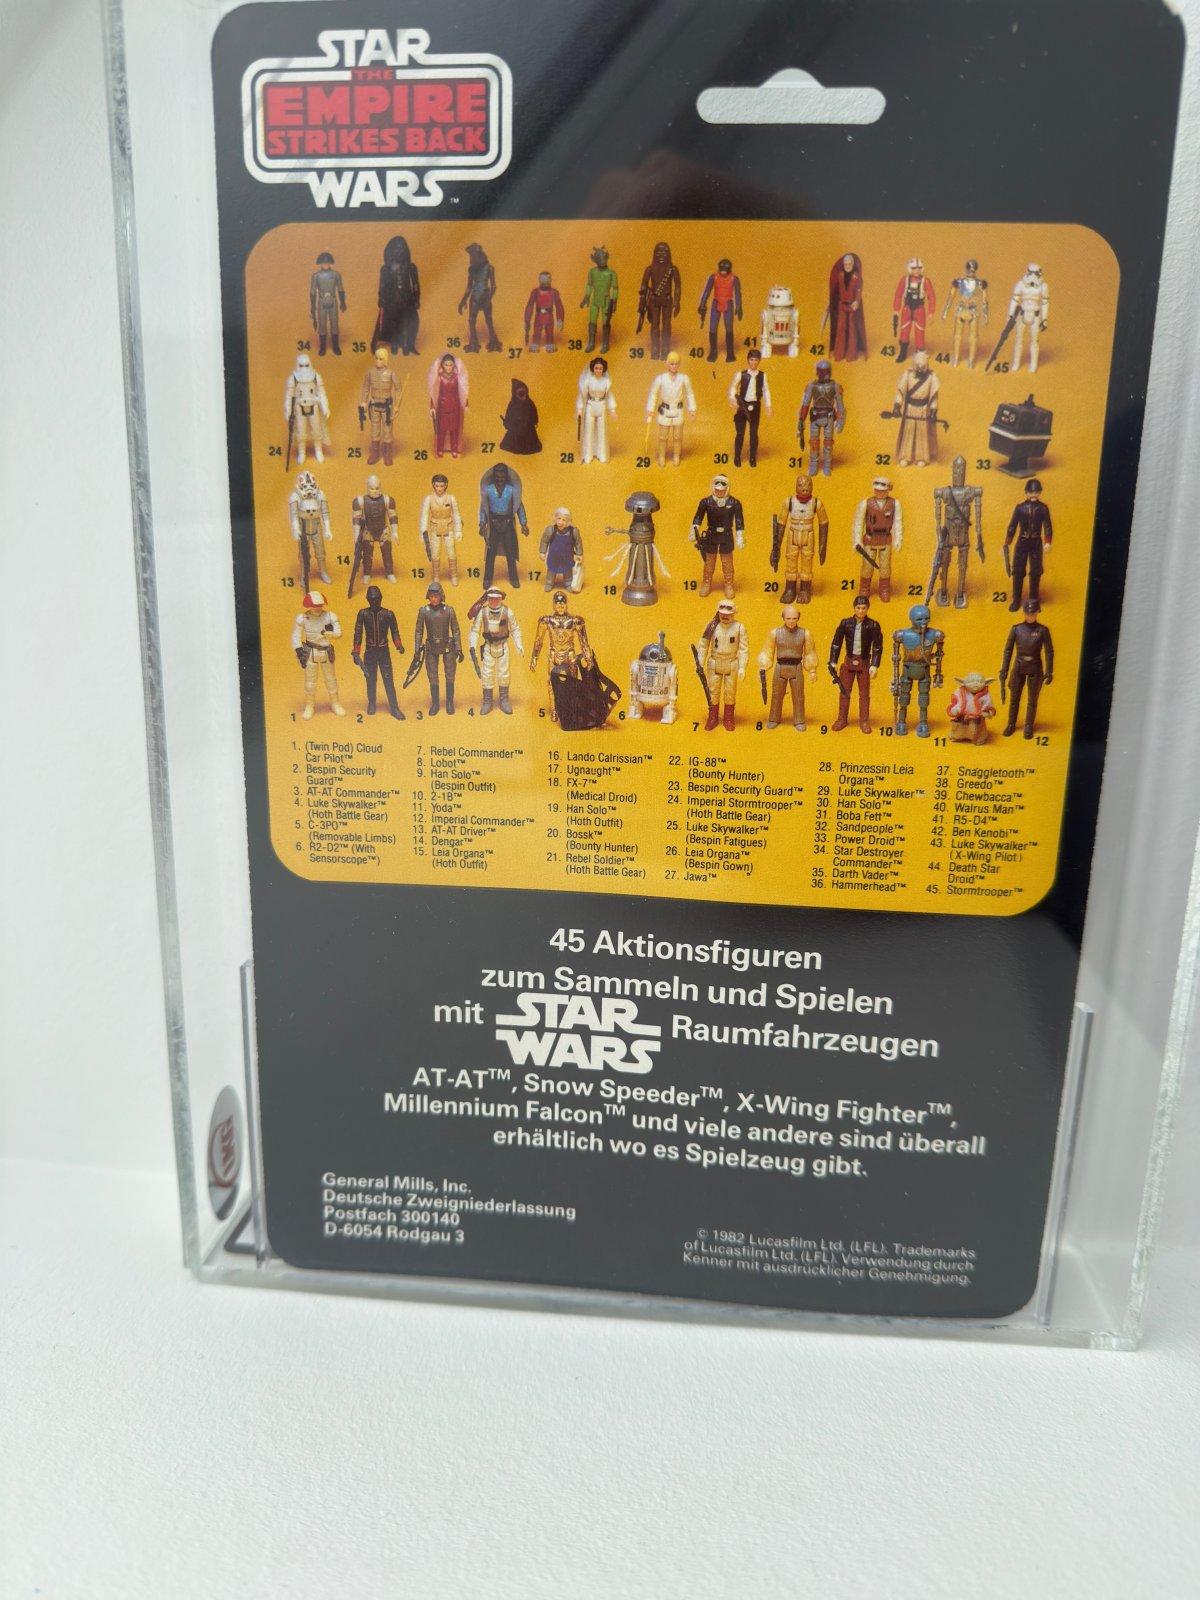 STAR
THE
EMPIRE
STRIKES BACK
WARS™
34 35 36 37 38 39 40 41 42 43 44 45
24 25 26 27 28 29 30 31 32 33
13 14 15 16 17 18 19 20 21 22 23
1 2 3 4 5 6 7 8 9 10 11 12
1. (Twin Pod) Cloud
Car Pilot™
2. Bespin Security
Guard™
3. AT-AT Commander™
4. Luke Skywalker™
(Hoth Battle Gear)
5. C-3PO™
(Removable Limbs)
6. R2-D2™ (With
Sensorscope™)
7. Rebel Commander™
8. Lobot™
9. Han Solo™
(Bespin Outfit)
10. 2-1B™
11. Yoda™
12. Imperial Commander™
13. AT-AT Driver™
14. Dengar™
15. Leia Organa™
(Hoth Outfit)
16. Lando Calrissian™
17. Ugnaught™
18. FX-7™
(Medical Droid)
19. Han Solo™
(Hoth Outfit)
20. Bossk™
(Bounty Hunter)
21. Rebel Soldier™
(Hoth Battle Gear)
22. IG-88™
(Bounty Hunter)
23. Bespin Security Guard™
24. Imperial Stormtrooper™
(Hoth Battle Gear)
25. Luke Skywalker™
(Bespin Fatigues)
26. Leia Organa™
(Bespin Gown)
27. Jawa™
28. Prinzessin Leia
Organa™
29. Luke Skywalker™
30. Han Solo™
31. Boba Fett™
32. Sandpeople™
33. Power Droid™
34. Star Destroyer
Commander™
35. Darth Vader™
36. Hammerhead™
37. Snaggletooth™
38. Greedo™
39. Chewbacca™
40. Walrus Man™
41. R5-D4™
42. Ben Kenobi™
43. Luke Skywalker™
(X-Wing Pilot)
44. Death Star
Droid™
45. Stormtrooper™
45 Aktionsfiguren
zum Sammeln und Spielen
mit STAR WARS Raumfahrzeugen
AT-AT™, Snow Speeder™, X-Wing Fighter™,
Millennium Falcon™ und viele andere sind überall
erhältlich wo es Spielzeug gibt.
General Mills, Inc.
Deutsche Zweigniederlassung
Postfach 300140
D-6054 Rodgau 3
© 1982 Lucasfilm Ltd. (LFL). Trademarks
of Lucasfilm Ltd. (LFL). Verwendung durch
Kenner mit ausdrücklicher Genehmigung.